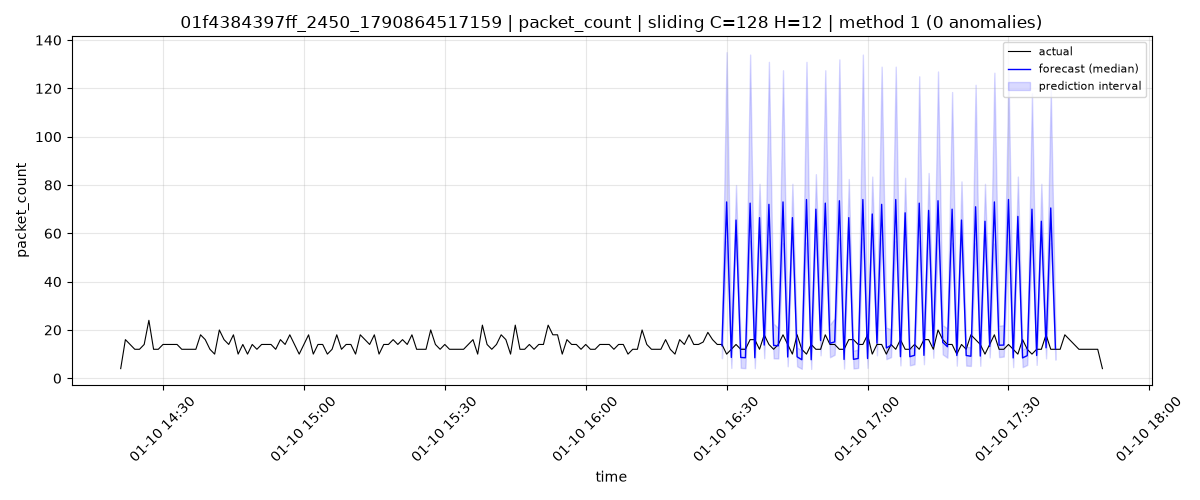 01f4384397ff_2450_1790864517159 | packet_count | sliding C=128 H=12 | method 1 (0 anomalies)
actual
forecast (median)
prediction interval
packet_count
140
120
100
80
60
40
20
0
01-10 14:30
01-10 15:00
01-10 15:30
01-10 16:00
01-10 16:30
01-10 17:00
01-10 17:30
01-10 18:00
time